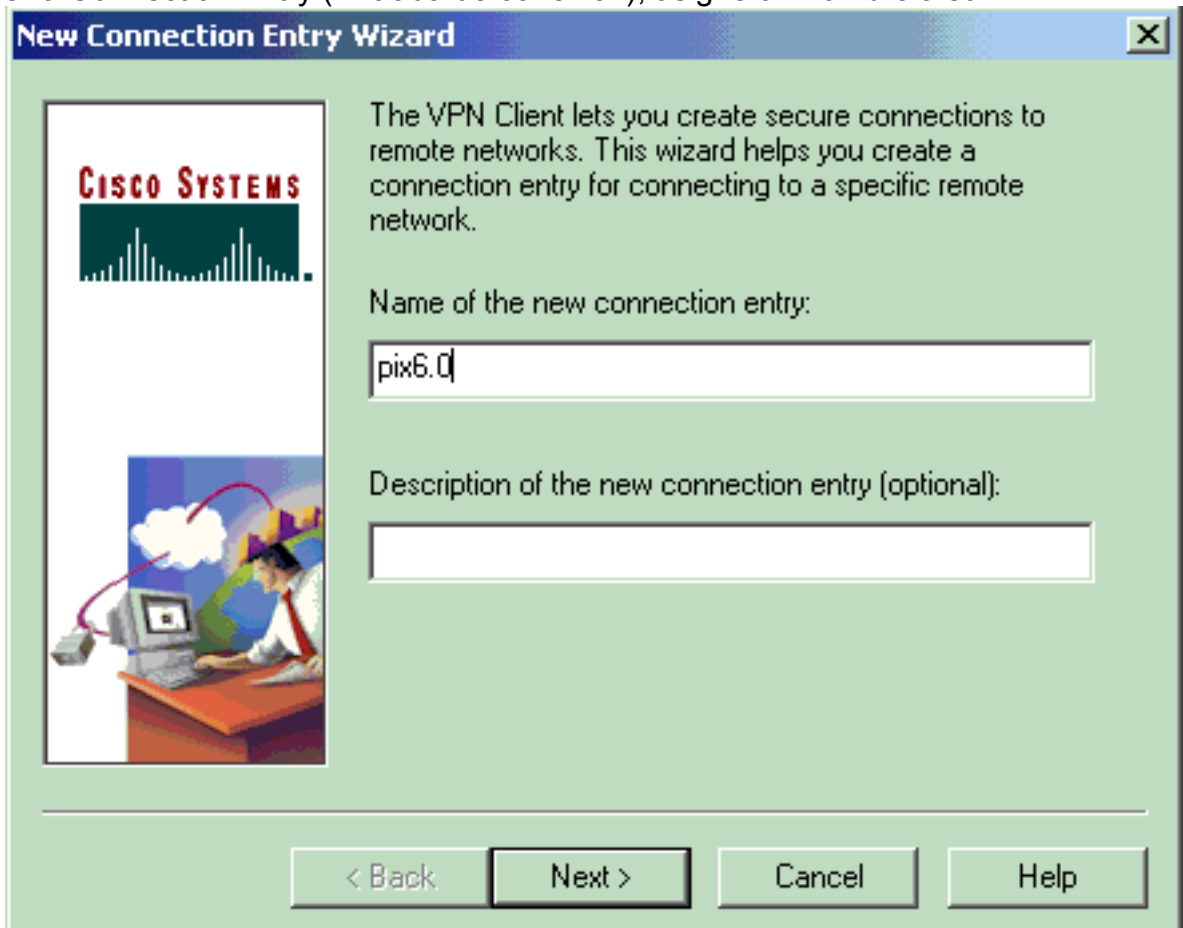 New Connection Entry Wizard
CISCO SYSTEMS
The VPN Client lets you create secure connections to
remote networks. This wizard helps you create a
connection entry for connecting to a specific remote
network.
Name of the new connection entry:
pix6.0
Description of the new connection entry (optional):
< Back
Next >
Cancel
Help